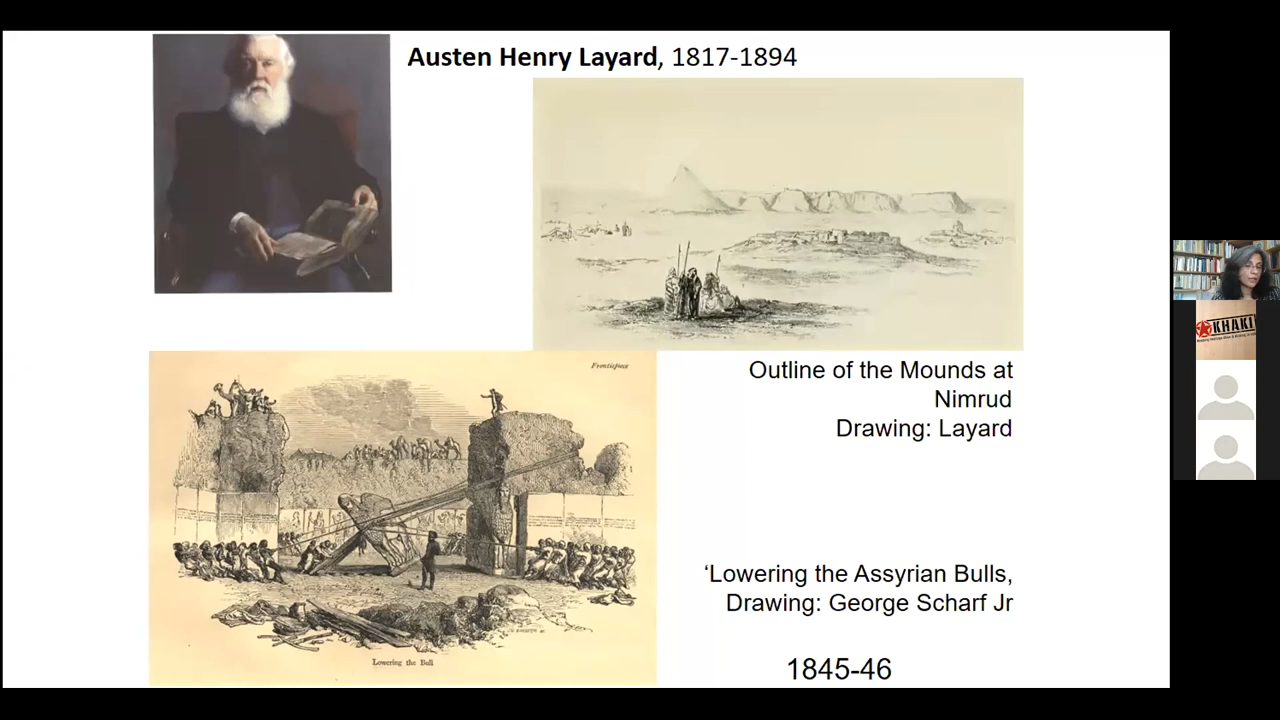 Austen Henry Layard, 1817-1894
Outline of the Mounds at
Nimrud
Drawing: Layard
Frontispiece
Lowering the Bull
‘Lowering the Assyrian Bulls,
Drawing: George Scharf Jr
1845-46
KHAKI